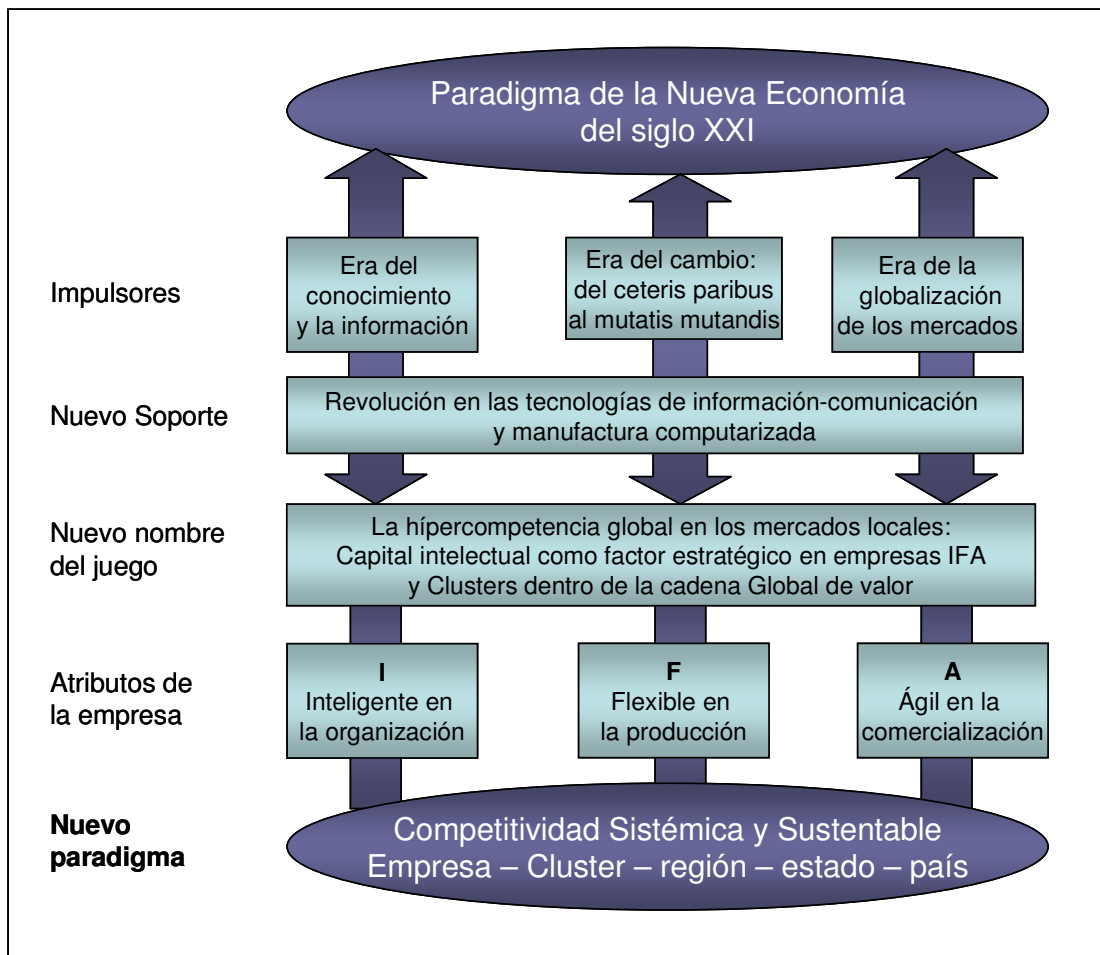 Paradigma de la Nueva Economía
del siglo XXI
Impulsores
Era del
conocimiento
y la información
Era del cambio:
del ceteris paribus
al mutatis mutandis
Era de la
globalización
de los mercados
Nuevo Soporte
Revolución en las tecnologías de información-comunicación
y manufactura computarizada
Nuevo nombre
del juego
La hípercompetencia global en los mercados locales:
Capital intelectual como factor estratégico en empresas IFA
y Clusters dentro de la cadena Global de valor
Atributos de
la empresa
I
Inteligente en
la organización
F
Flexible en
la producción
A
Ágil en la
comercialización
Nuevo
paradigma
Competitividad Sistémica y Sustentable
Empresa – Cluster – región – estado – país